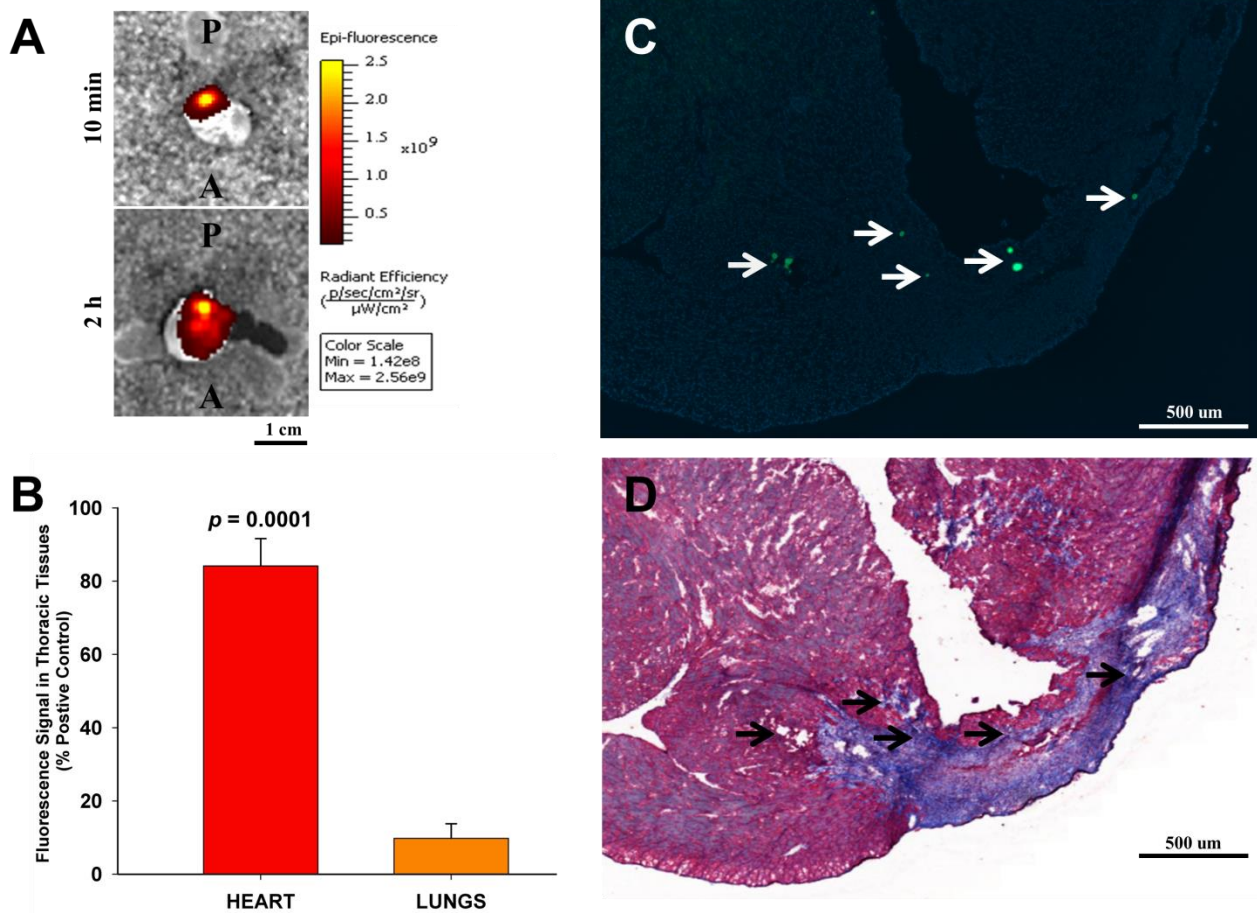 A
10 min
P
A
2 h
P
A
1 cm
Epi-fluorescence
2.5
2.0
1.5
x10⁹
1.0
0.5
Radiant Efficiency
(p/sec/cm²/sr
µW/cm²)
Color Scale
Min = 1.42e8
Max = 2.56e9
B
Fluorescence Signal in Thoracic Tissues
(% Postive Control)
100
80
60
40
20
0
p = 0.0001
HEART
LUNGS
C
500 um
D
500 um